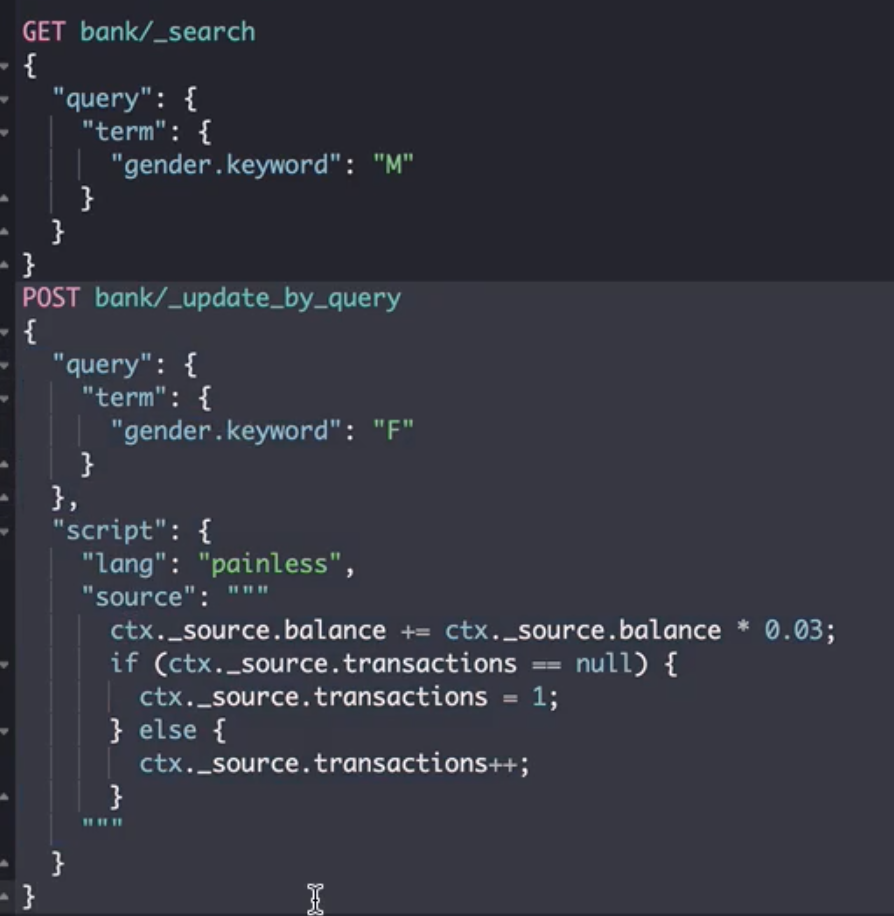 GET bank/_search
{
  "query": {
    "term": {
      "gender.keyword": "M"
    }
  }
}
POST bank/_update_by_query
{
  "query": {
    "term": {
      "gender.keyword": "F"
    }
  },
  "script": {
    "lang": "painless",
    "source": """
      ctx._source.balance += ctx._source.balance * 0.03;
      if (ctx._source.transactions == null) {
        ctx._source.transactions = 1;
      } else {
        ctx._source.transactions++;
      }
    """
  }
}